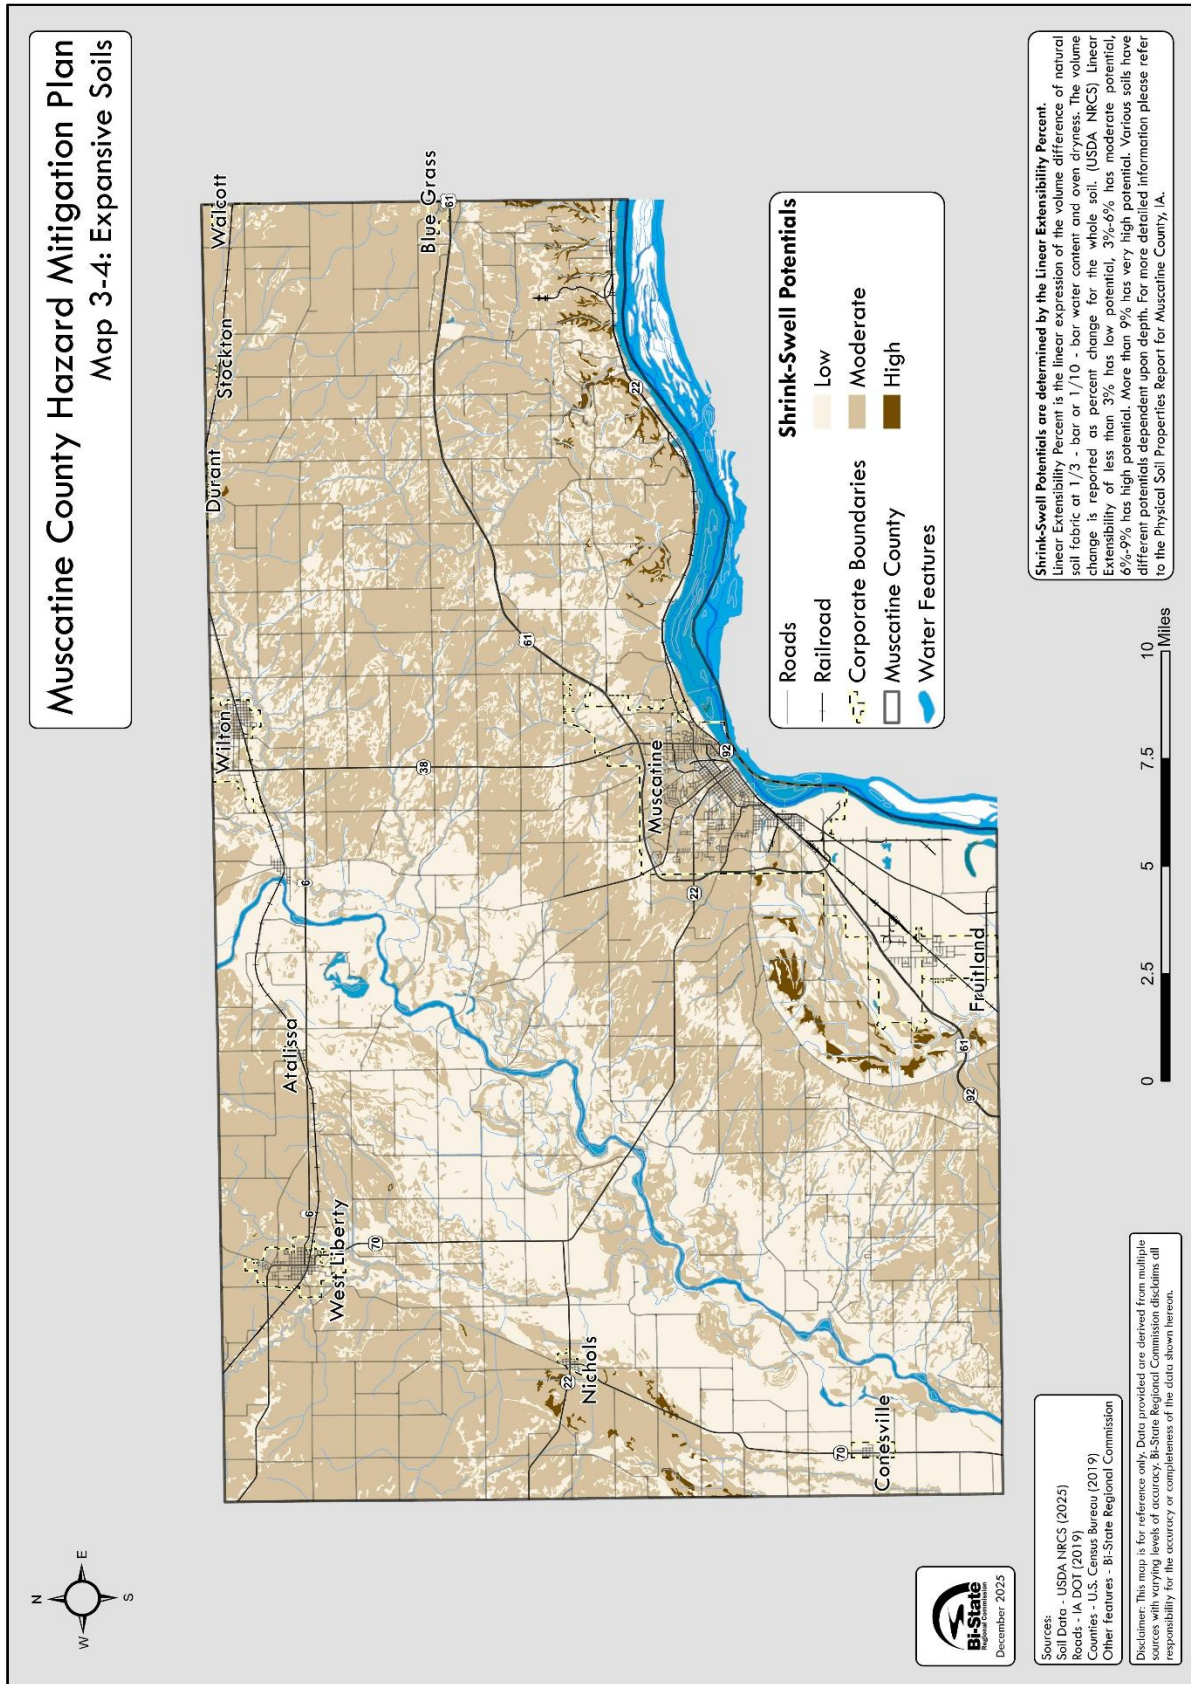 Muscatine County Hazard Mitigation Plan
Map 3-4: Expansive Soils
N
W
E
S
Walcott
Stockton
Durant
Wilton
Blue Grass
61
Atalissa
6
6
38
West Liberty
70
61
22
Nichols
22
22
Muscatine
92
Conesville
70
Fruitland
61
92
Roads
Railroad
Corporate Boundaries
Muscatine County
Water Features
Shrink-Swell Potentials
Low
Moderate
High
Bi-State
Regional Commission
December 2025
Sources:
Soil Data - USDA NRCS (2025)
Roads - IA DOT (2019)
Counties - U.S. Census Bureau (2019)
Other features - Bi-State Regional Commission
Disclaimer: This map is for reference only. Data provided are derived from multiple
sources with varying levels of accuracy. Bi-State Regional Commission disclaims all
responsibility for the accuracy or completeness of the data shown hereon.
0
2.5
5
7.5
10
Miles
Shrink-Swell Potentials are determined by the Linear Extensibility Percent.
Linear Extensibility Percent is the linear expression of the volume difference of natural
soil fabric at 1/3 - bar or 1/10 - bar water content and oven dryness. The volume
change is reported as percent change for the whole soil. (USDA NRCS) Linear
Extensibility of less than 3% has low potential, 3%-6% has moderate potential,
6%-9% has high potential. More than 9% has very high potential. Various soils have
different potentials dependent upon depth. For more detailed information please refer
to the Physical Soil Properties Report for Muscatine County, IA.